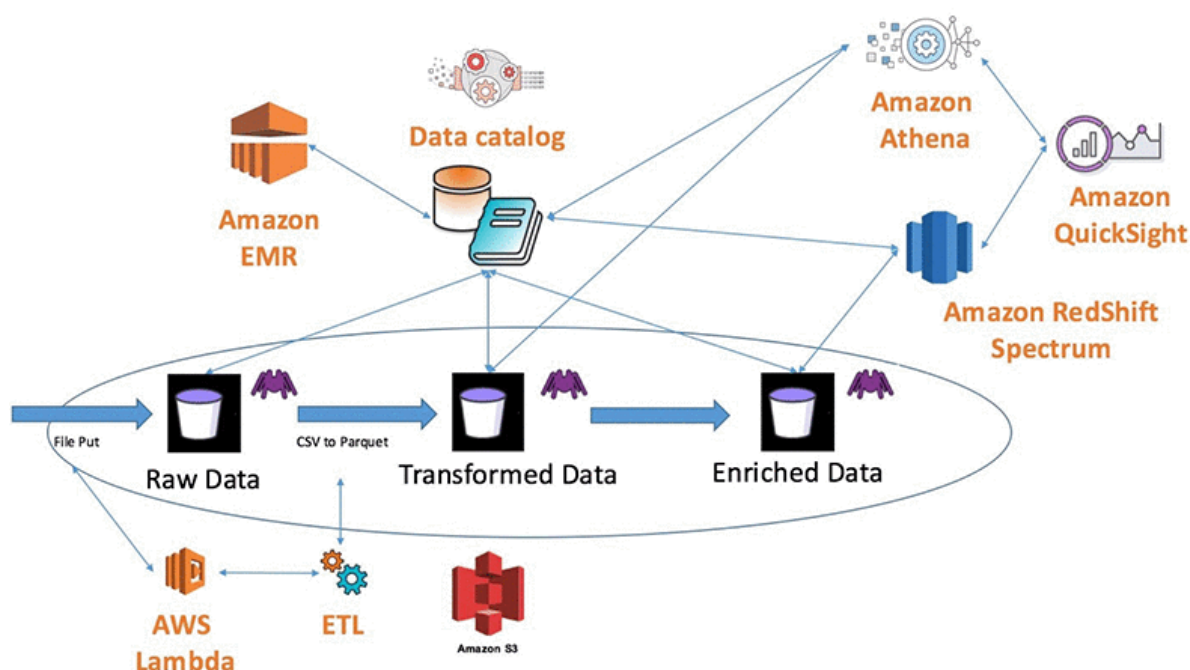 Data catalog
Amazon
EMR
Amazon
Athena
Amazon
QuickSight
Amazon RedShift
Spectrum
File Put
CSV to Parquet
Raw Data
Transformed Data
Enriched Data
AWS
Lambda
ETL
Amazon S3